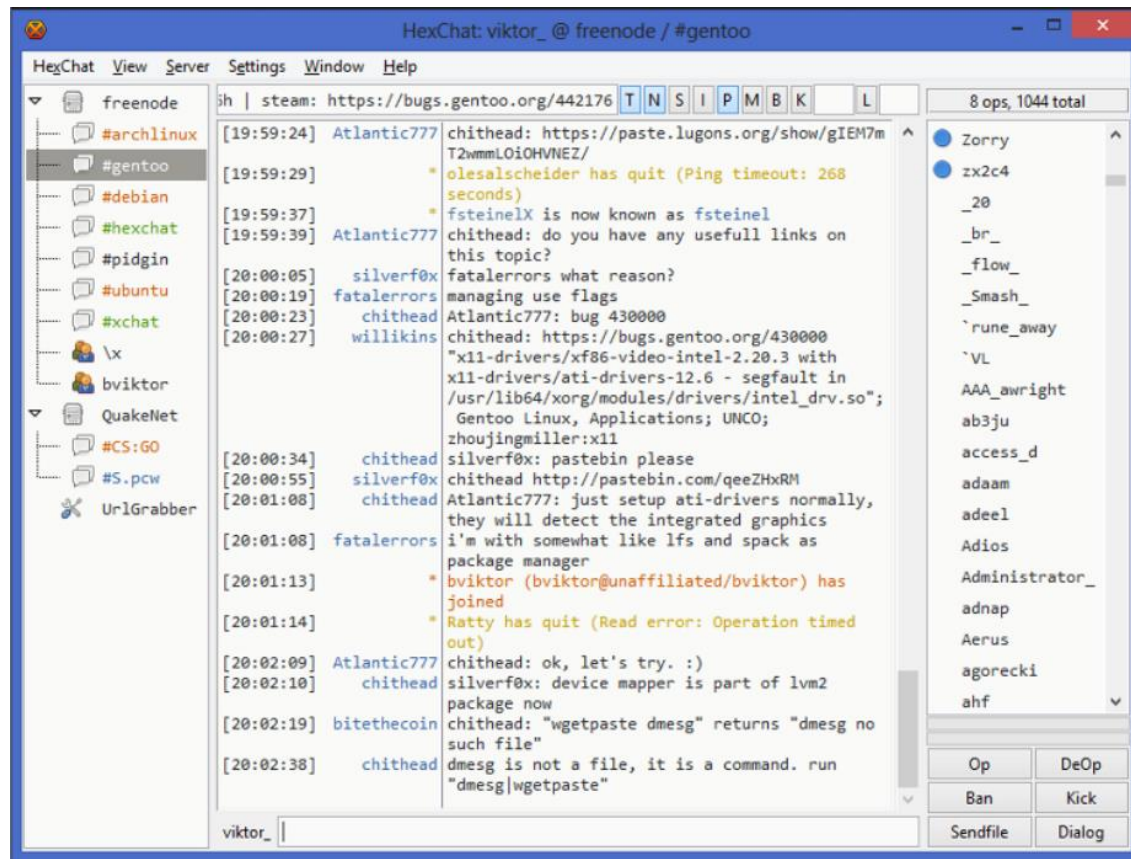 HexChat: viktor_ @ freenode / #gentoo
HexChat View Server Settings Window Help
freenode
#archlinux
#gentoo
#debian
#hexchat
#pidgin
#ubuntu
#xchat
\x
bviktor
QuakeNet
#CS:GO
#S.pcw
UrlGrabber
| steam: https://bugs.gentoo.org/442176 T N S I P M B K L
[19:59:24] Atlantic777 chithead: https://paste.lugons.org/show/gIEM7m
T2wmmLOiOHVNEZ/
[19:59:29] * olesalscheider has quit (Ping timeout: 268
seconds)
[19:59:37] * fsteinelX is now known as fsteinel
[19:59:39] Atlantic777 chithead: do you have any usefull links on
this topic?
[20:00:05] silverf0x fatalerrors what reason?
[20:00:19] fatalerrors managing use flags
[20:00:23] chithead Atlantic777: bug 430000
[20:00:27] willikins chithead: https://bugs.gentoo.org/430000
"x11-drivers/xf86-video-intel-2.20.3 with
x11-drivers/ati-drivers-12.6 - segfault in
/usr/lib64/xorg/modules/drivers/intel_drv.so";
Gentoo Linux, Applications; UNCO;
zhoujingmiller:x11
[20:00:34] chithead silverf0x: pastebin please
[20:00:55] silverf0x chithead http://pastebin.com/qeeZHxRM
[20:01:08] chithead Atlantic777: just setup ati-drivers normally,
they will detect the integrated graphics
[20:01:08] fatalerrors i'm with somewhat like lfs and spack as
package manager
[20:01:13] * bviktor (bviktor@unaffiliated/bviktor) has
joined
[20:01:14] * Ratty has quit (Read error: Operation timed
out)
[20:02:09] Atlantic777 chithead: ok, let's try. :)
[20:02:10] chithead silverf0x: device mapper is part of lvm2
package now
[20:02:19] bitethecoin chithead: "wgetpaste dmesg" returns "dmesg no
such file"
[20:02:38] chithead dmesg is not a file, it is a command. run
"dmesg|wgetpaste"
viktor_
8 ops, 1044 total
Zorry
zx2c4
_20
_br_
_flow_
_Smash_
`rune_away
`VL
AAA_awright
ab3ju
access_d
adaam
adeel
Adios
Administrator_
adnap
Aerus
agorecki
ahf
Op DeOp
Ban Kick
Sendfile Dialog